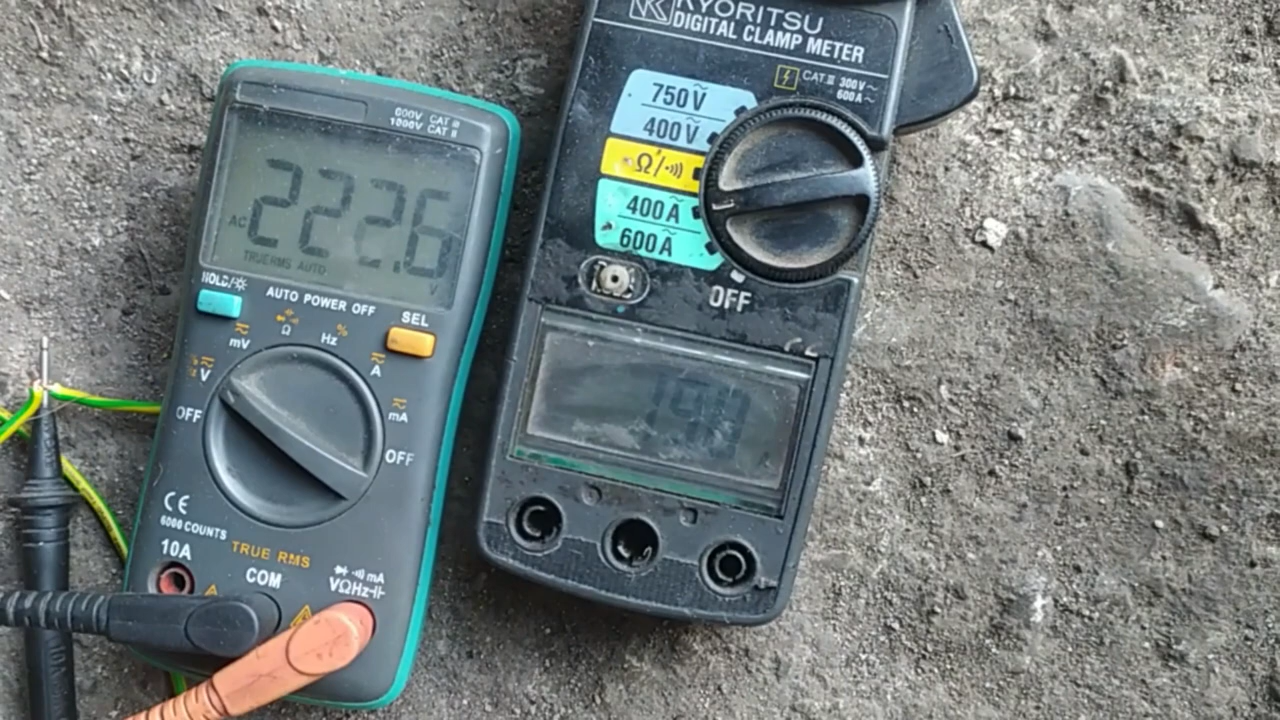 KYORITSU
DIGITAL CLAMP METER
CAT.III 300V~
600A~
750V~
400V~
Ω/
400A~
600A~
OFF
600V CAT III
1000V CAT II
AC
222.6
TRUERMS AUTO
V
HOLD/
AUTO POWER OFF
SEL
mV
Ω
Hz%
A
V
mA
OFF
OFF
CE
6000 COUNTS
TRUE RMS
10A
COM
mA
VΩHz